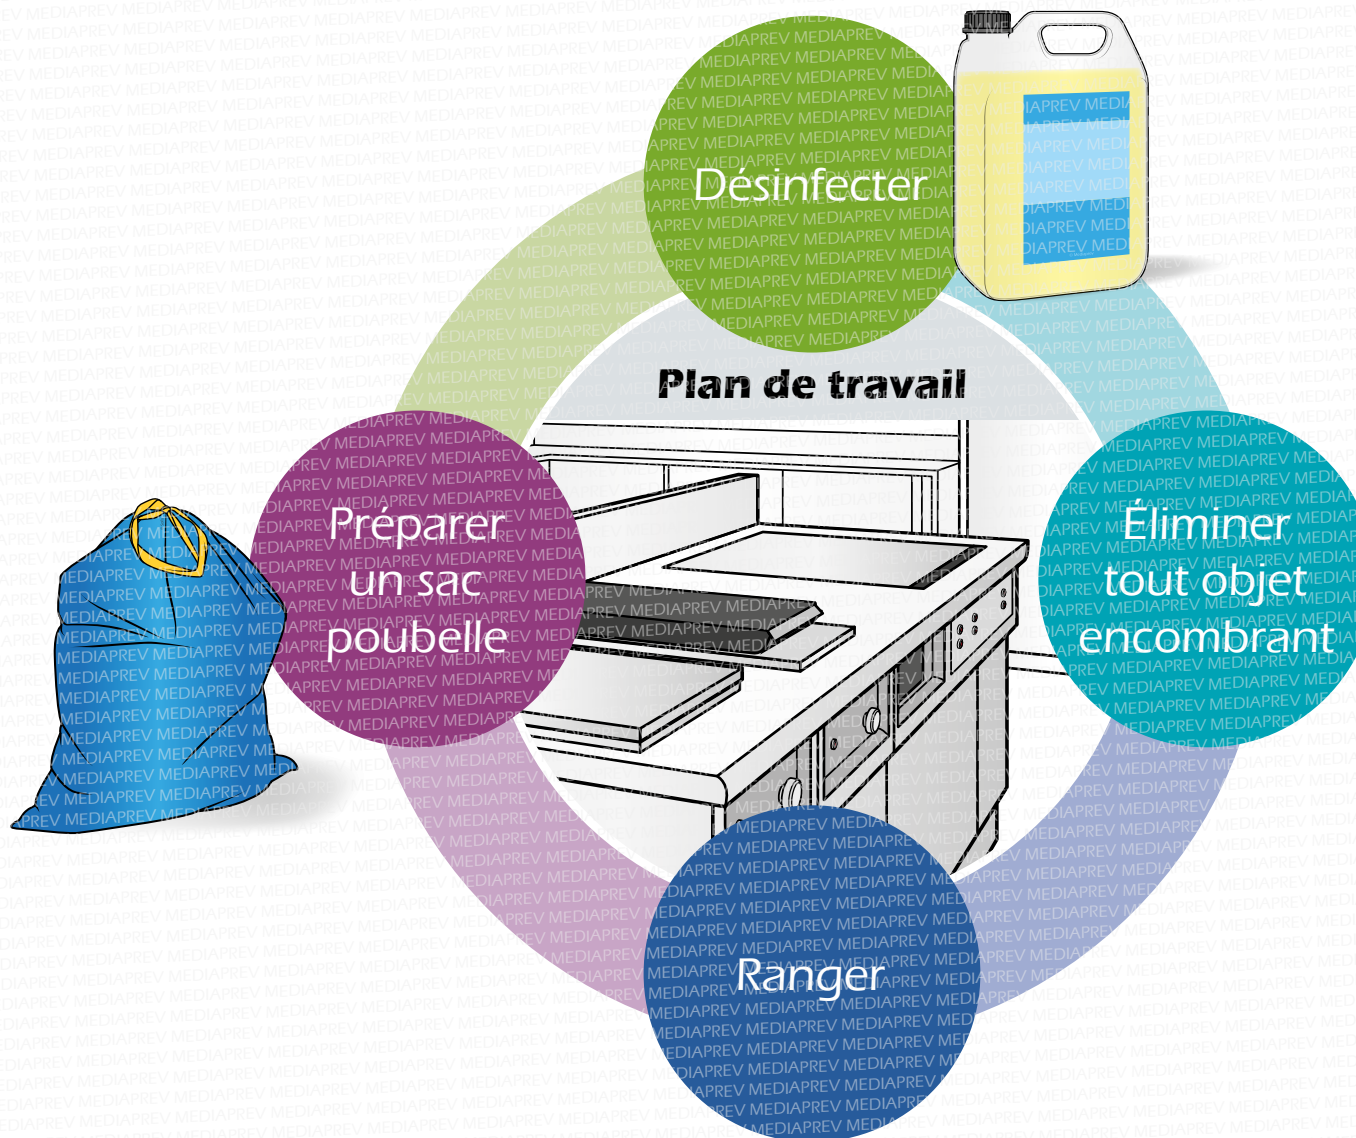 Désinfecter
Plan de travail
Préparer
un sac
poubelle
Éliminer
tout objet
encombrant
Ranger
MEDIAPREV